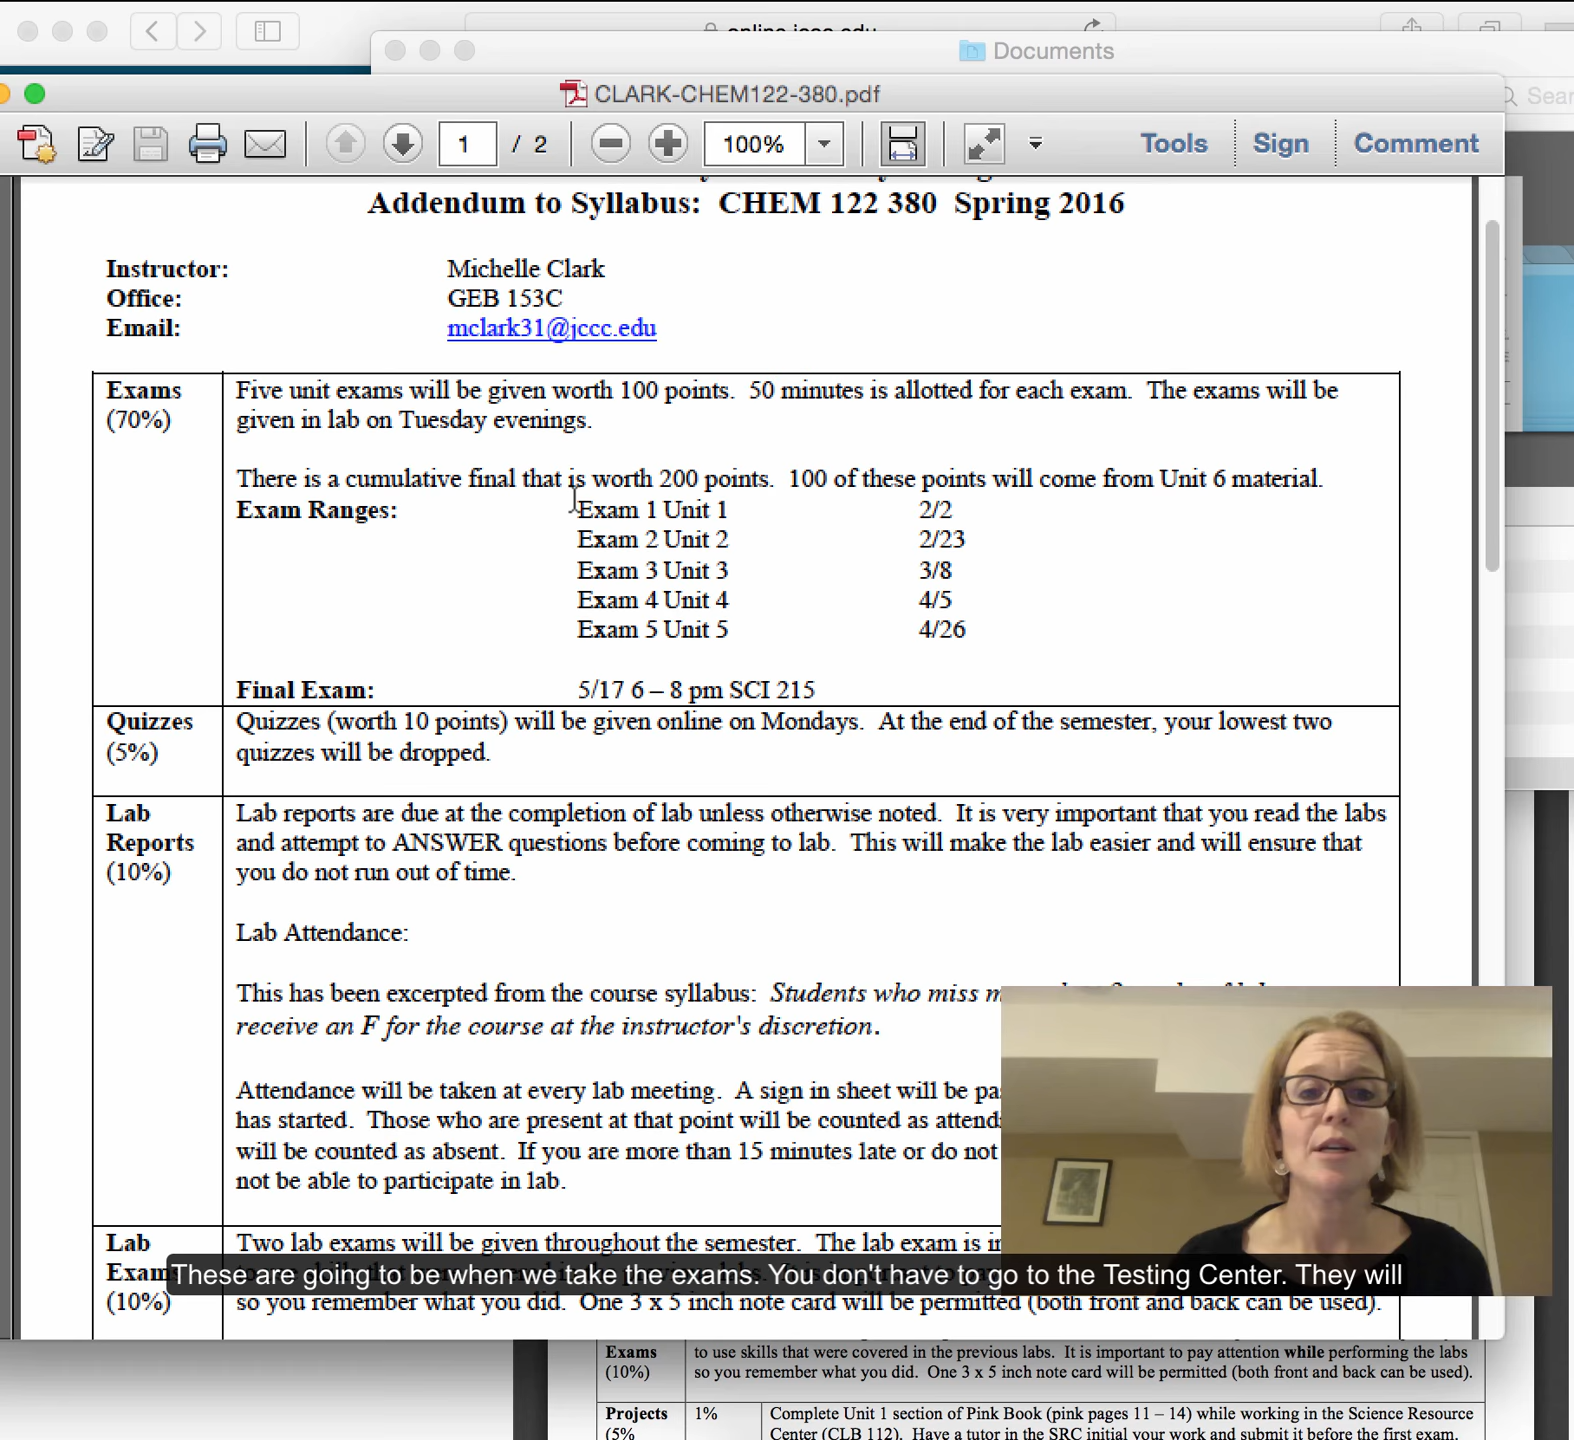 online.jccc.edu
Documents
CLARK-CHEM122-380.pdf
Sear
1 / 2 100% Tools Sign Comment
Addendum to Syllabus: CHEM 122 380 Spring 2016
Instructor: Michelle Clark
Office: GEB 153C
Email: mclark31@jccc.edu
Exams Five unit exams will be given worth 100 points. 50 minutes is allotted for each exam. The exams will be
(70%) given in lab on Tuesday evenings.
There is a cumulative final that is worth 200 points. 100 of these points will come from Unit 6 material.
Exam Ranges: Exam 1 Unit 1 2/2
Exam 2 Unit 2 2/23
Exam 3 Unit 3 3/8
Exam 4 Unit 4 4/5
Exam 5 Unit 5 4/26
Final Exam: 5/17 6 – 8 pm SCI 215
Quizzes Quizzes (worth 10 points) will be given online on Mondays. At the end of the semester, your lowest two
(5%) quizzes will be dropped.
Lab Lab reports are due at the completion of lab unless otherwise noted. It is very important that you read the labs
Reports and attempt to ANSWER questions before coming to lab. This will make the lab easier and will ensure that
(10%) you do not run out of time.
Lab Attendance:
This has been excerpted from the course syllabus: Students who miss
receive an F for the course at the instructor's discretion.
Attendance will be taken at every lab meeting. A sign in sheet will be pa
has started. Those who are present at that point will be counted as attend
will be counted as absent. If you are more than 15 minutes late or do not
not be able to participate in lab.
Lab Two lab exams will be given throughout the semester. The lab exam is
Exam These are going to be when we take the exams. You don't have to go to the Testing Center. They will
(10%) so you remember what you did. One 3 x 5 inch note card will be permitted (both front and back can be used).
Exams to use skills that were covered in the previous labs. It is important to pay attention while performing the labs
(10%) so you remember what you did. One 3 x 5 inch note card will be permitted (both front and back can be used).
Projects 1% Complete Unit 1 section of Pink Book (pink pages 11 – 14) while working in the Science Resource
(5% Center (CLB 112). Have a tutor in the SRC initial your work and submit it before the first exam.